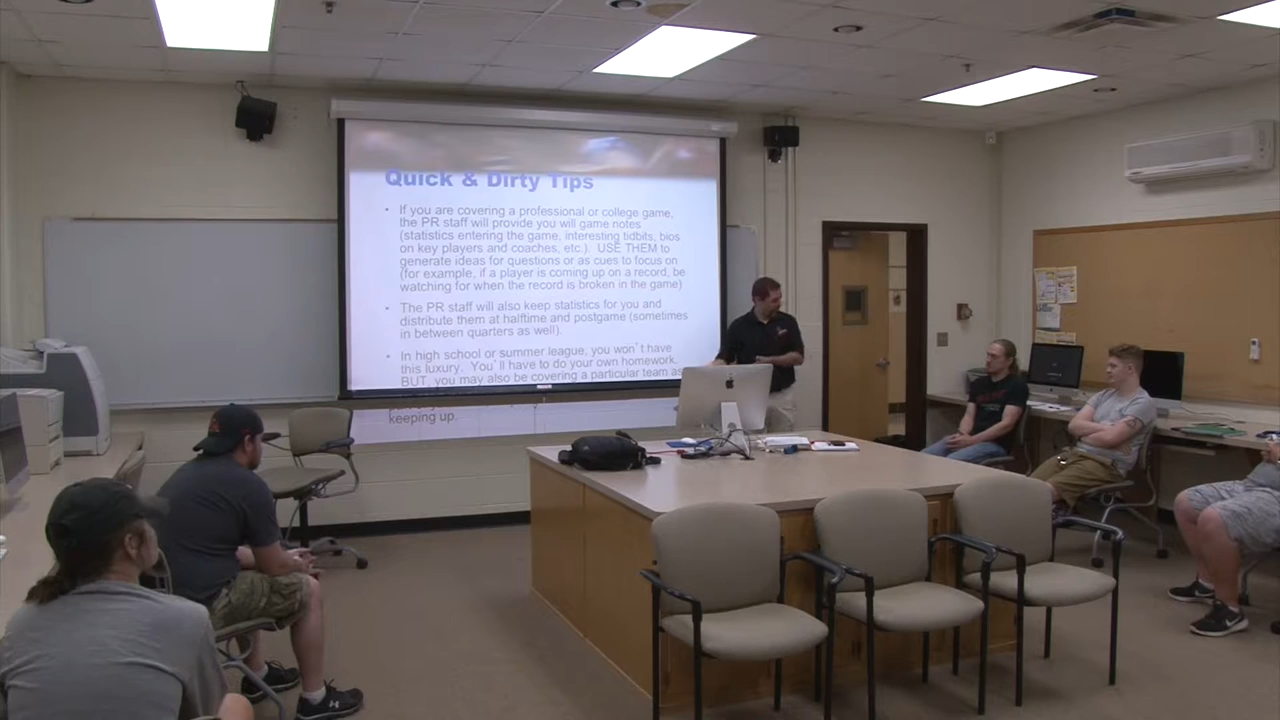 Quick & Dirty Tips
• If you are covering a professional or college game,
the PR staff will provide you will game notes
(statistics entering the game, interesting tidbits, bios
on key players and coaches, etc.). USE THEM to
generate ideas for questions or as cues to focus on
(for example, if a player is coming up on a record, be
watching for when the record is broken in the game)
• The PR staff will also keep statistics for you and
distribute them at halftime and postgame (sometimes
in between quarters as well).
• In high school or summer league, you won't have
this luxury. You'll have to do your own homework.
BUT, you may also be covering a particular team as
keeping up.